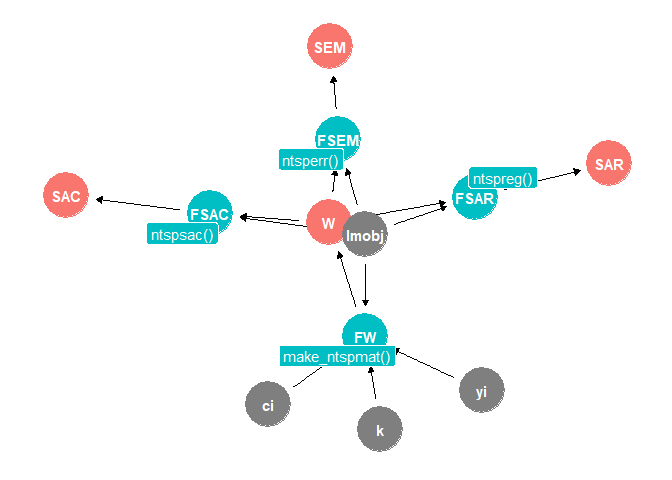 SEM
FSEM
ntsperr()
SAR
ntspreg()
FSAR
SAC
FSAC
ntspsac()
W
lmobj
FW
make_ntspmat()
ci
yi
k